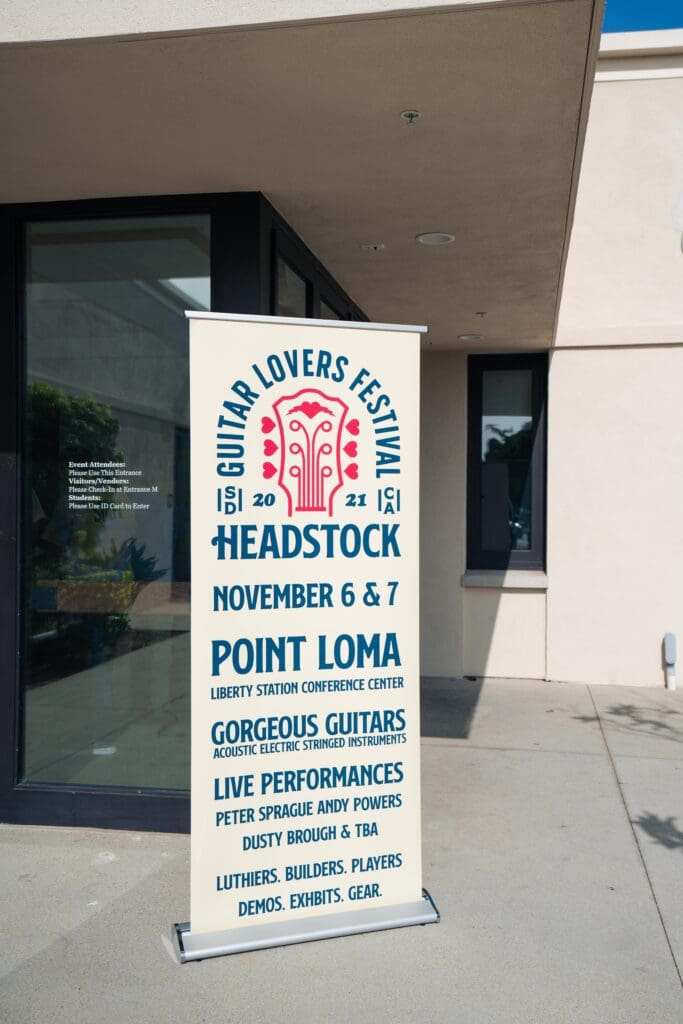 Event Attendees:
Please Use This Entrance
Visitors/Vendors:
Please Check-In at Entrance M
Students:
Please Use ID Card to Enter
GUITAR LOVERS FESTIVAL
SD 2021 CA
HEADSTOCK
NOVEMBER 6 & 7
POINT LOMA
LIBERTY STATION CONFERENCE CENTER
GORGEOUS GUITARS
ACOUSTIC ELECTRIC STRINGED INSTRUMENTS
LIVE PERFORMANCES
PETER SPRAGUE ANDY POWERS
DUSTY BROUGH & TBA
LUTHIERS. BUILDERS. PLAYERS
DEMOS. EXHBITS. GEAR.